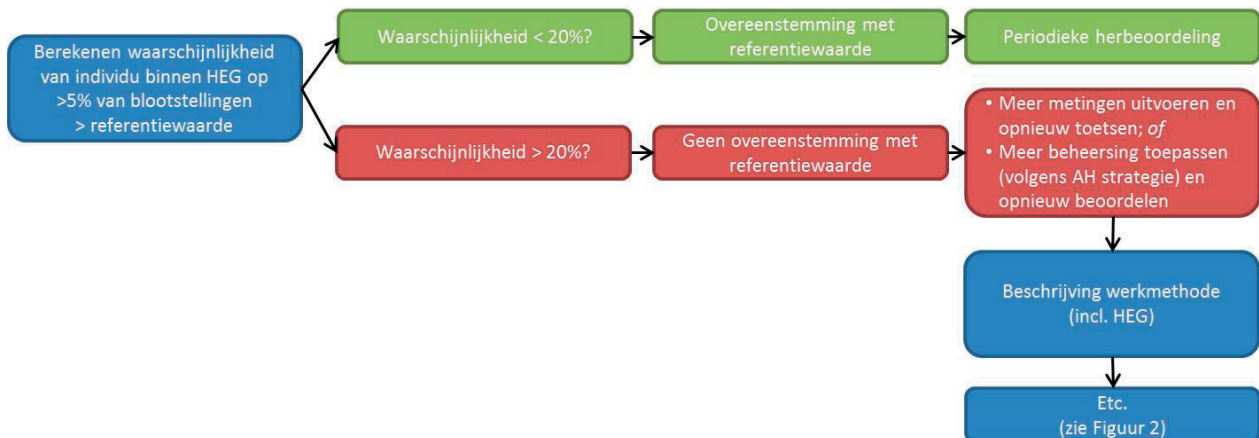 Berekenen waarschijnlijkheid
van individu binnen HEG op
>5% van blootstellingen
> referentiewaarde
Waarschijnlijkheid < 20%?
Overeenstemming met
referentiewaarde
Periodieke herbeoordeling
Waarschijnlijkheid > 20%?
Geen overeenstemming met
referentiewaarde
• Meer metingen uitvoeren en
opnieuw toetsen; of
• Meer beheersing toepassen
(volgens AH strategie) en
opnieuw beoordelen
Beschrijving werkmethode
(incl. HEG)
Etc.
(zie Figuur 2)